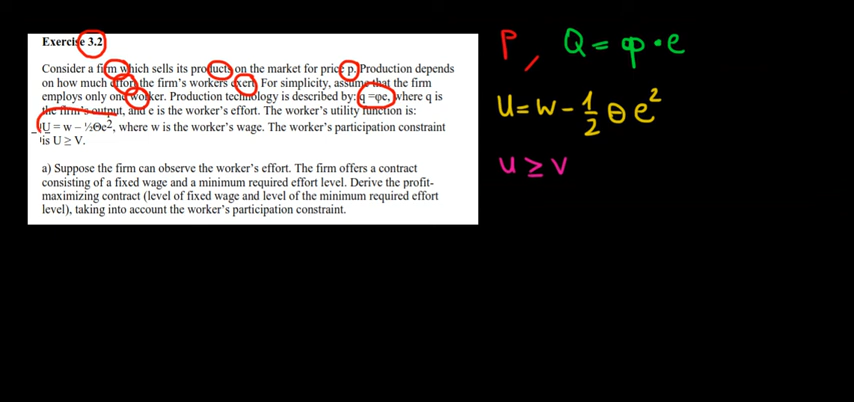 Exercise 3.2
Consider a firm which sells its products on the market for price p. Production depends
on how much effort the firm's workers exert. For simplicity, assume that the firm
employs only one worker. Production technology is described by: q =φe, where q is
the firm's output, and e is the worker's effort. The worker's utility function is:
U = w − ½Θe², where w is the worker's wage. The worker's participation constraint
is U ≥ V.
a) Suppose the firm can observe the worker's effort. The firm offers a contract
consisting of a fixed wage and a minimum required effort level. Derive the profit-
maximizing contract (level of fixed wage and level of the minimum required effort
level), taking into account the worker's participation constraint.
P , Q = φ · e
U = w − 1/2 θ e²
U ≥ V